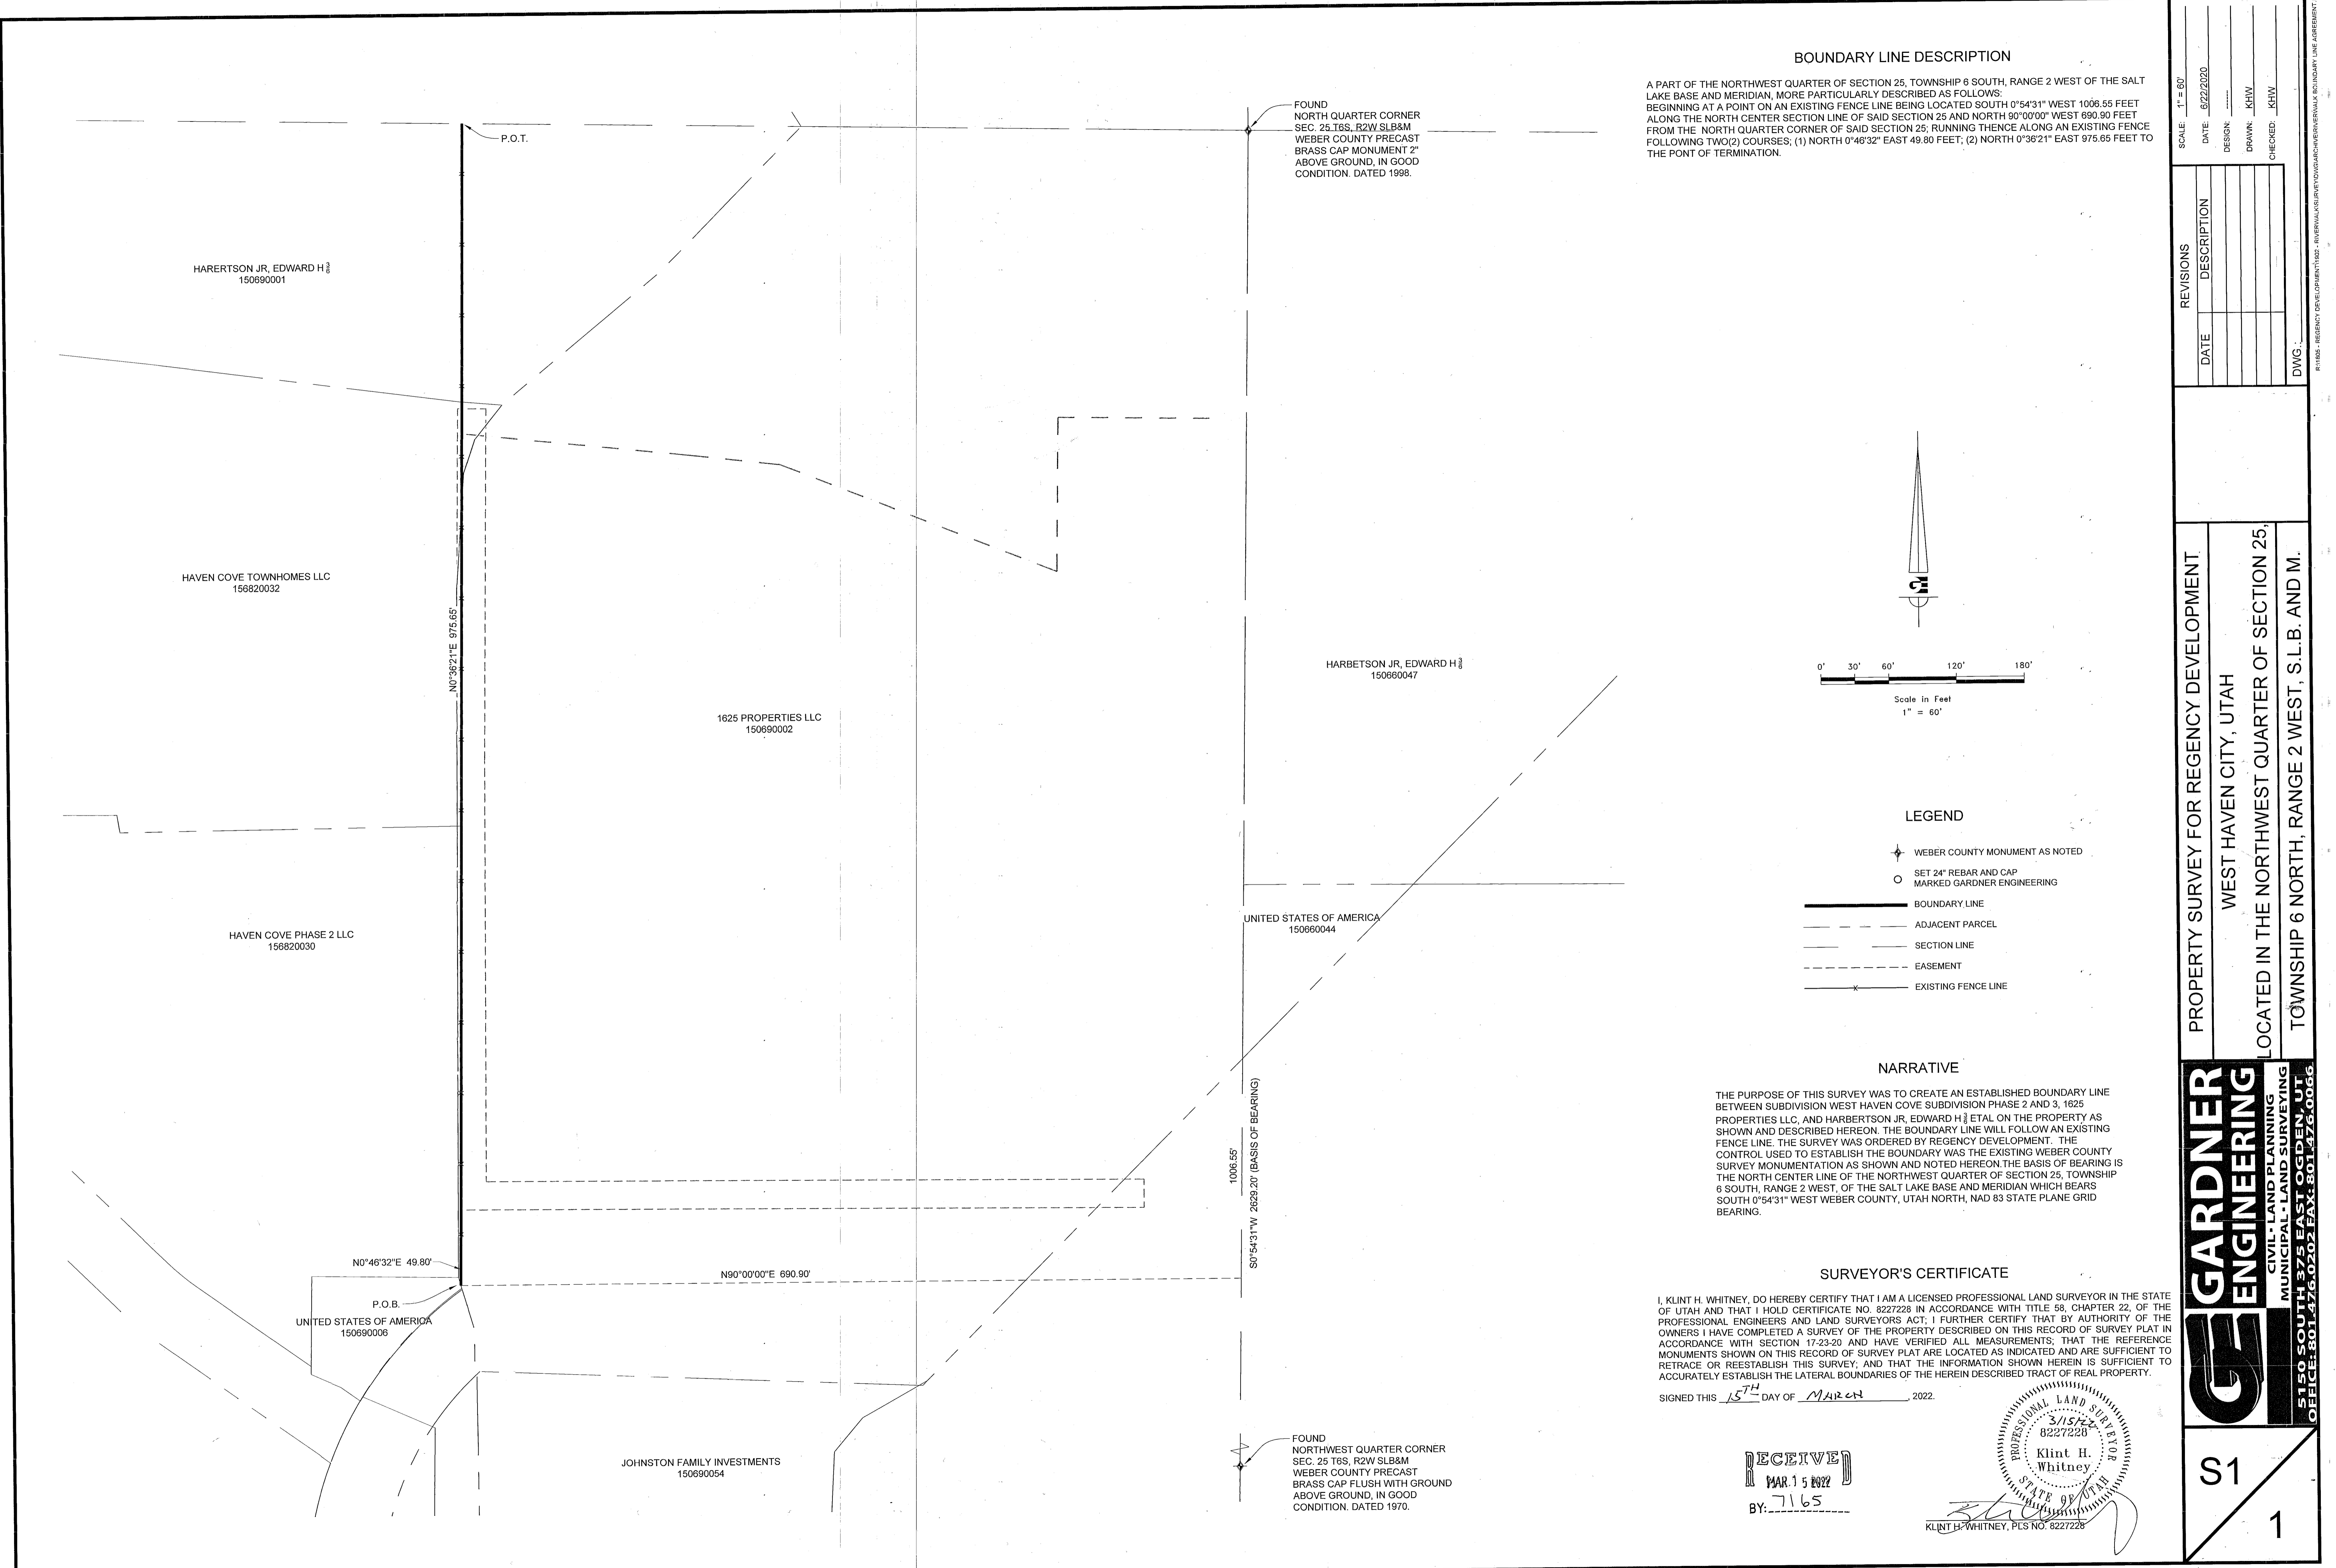 BOUNDARY LINE DESCRIPTION
A PART OF THE NORTHWEST QUARTER OF SECTION 25, TOWNSHIP 6 SOUTH, RANGE 2 WEST OF THE SALT
LAKE BASE AND MERIDIAN, MORE PARTICULARLY DESCRIBED AS FOLLOWS:
BEGINNING AT A POINT ON AN EXISTING FENCE LINE BEING LOCATED SOUTH 0°54'31" WEST 1006.55 FEET
ALONG THE NORTH CENTER SECTION LINE OF SAID SECTION 25 AND NORTH 90°00'00" WEST 690.90 FEET
FROM THE NORTH QUARTER CORNER OF SAID SECTION 25; RUNNING THENCE ALONG AN EXISTING FENCE
FOLLOWING TWO(2) COURSES; (1) NORTH 0°46'32" EAST 49.80 FEET; (2) NORTH 0°36'21" EAST 975.65 FEET TO
THE PONT OF TERMINATION.
FOUND
NORTH QUARTER CORNER
SEC. 25 T6S, R2W SLB&M
WEBER COUNTY PRECAST
BRASS CAP MONUMENT 2"
ABOVE GROUND, IN GOOD
CONDITION. DATED 1998.
P.O.T.
HARERTSON JR, EDWARD H 3/6
150690001
HAVEN COVE TOWNHOMES LLC
156820032
N0°36'21"E 975.65'
1625 PROPERTIES LLC
150690002
HARBETSON JR, EDWARD H 3/6
150660047
UNITED STATES OF AMERICA
150660044
HAVEN COVE PHASE 2 LLC
156820030
1006.55'
S0°54'31"W 2629.20' (BASIS OF BEARING)
N0°46'32"E 49.80'
N90°00'00"E 690.90'
P.O.B.
UNITED STATES OF AMERICA
150690006
JOHNSTON FAMILY INVESTMENTS
150690054
FOUND
NORTHWEST QUARTER CORNER
SEC. 25 T6S, R2W SLB&M
WEBER COUNTY PRECAST
BRASS CAP FLUSH WITH GROUND
ABOVE GROUND, IN GOOD
CONDITION. DATED 1970.
0' 30' 60' 120' 180'
Scale in Feet
1" = 60'
LEGEND
WEBER COUNTY MONUMENT AS NOTED
SET 24" REBAR AND CAP
MARKED GARDNER ENGINEERING
BOUNDARY LINE
ADJACENT PARCEL
SECTION LINE
EASEMENT
EXISTING FENCE LINE
NARRATIVE
THE PURPOSE OF THIS SURVEY WAS TO CREATE AN ESTABLISHED BOUNDARY LINE
BETWEEN SUBDIVISION WEST HAVEN COVE SUBDIVISION PHASE 2 AND 3, 1625
PROPERTIES LLC, AND HARBERTSON JR, EDWARD H ETAL ON THE PROPERTY AS
SHOWN AND DESCRIBED HEREON. THE BOUNDARY LINE WILL FOLLOW AN EXISTING
FENCE LINE. THE SURVEY WAS ORDERED BY REGENCY DEVELOPMENT. THE
CONTROL USED TO ESTABLISH THE BOUNDARY WAS THE EXISTING WEBER COUNTY
SURVEY MONUMENTATION AS SHOWN AND NOTED HEREON.THE BASIS OF BEARING IS
THE NORTH CENTER LINE OF THE NORTHWEST QUARTER OF SECTION 25, TOWNSHIP
6 SOUTH, RANGE 2 WEST, OF THE SALT LAKE BASE AND MERIDIAN WHICH BEARS
SOUTH 0°54'31" WEST WEBER COUNTY, UTAH NORTH, NAD 83 STATE PLANE GRID
BEARING.
SURVEYOR'S CERTIFICATE
I, KLINT H. WHITNEY, DO HEREBY CERTIFY THAT I AM A LICENSED PROFESSIONAL LAND SURVEYOR IN THE STATE
OF UTAH AND THAT I HOLD CERTIFICATE NO. 8227228 IN ACCORDANCE WITH TITLE 58, CHAPTER 22, OF THE
PROFESSIONAL ENGINEERS AND LAND SURVEYORS ACT; I FURTHER CERTIFY THAT BY AUTHORITY OF THE
OWNERS I HAVE COMPLETED A SURVEY OF THE PROPERTY DESCRIBED ON THIS RECORD OF SURVEY PLAT IN
ACCORDANCE WITH SECTION 17-23-20 AND HAVE VERIFIED ALL MEASUREMENTS; THAT THE REFERENCE
MONUMENTS SHOWN ON THIS RECORD OF SURVEY PLAT ARE LOCATED AS INDICATED AND ARE SUFFICIENT TO
RETRACE OR REESTABLISH THIS SURVEY; AND THAT THE INFORMATION SHOWN HEREIN IS SUFFICIENT TO
ACCURATELY ESTABLISH THE LATERAL BOUNDARIES OF THE HEREIN DESCRIBED TRACT OF REAL PROPERTY.
SIGNED THIS 15TH DAY OF MARCH, 2022.
PROFESSIONAL LAND SURVEYOR
3/15/22
8227228
Klint H.
Whitney
STATE OF UTAH
KLINT H. WHITNEY, PLS NO. 8227228
RECEIVED
MAR 15 2022
BY: 7165
SCALE: 1" = 60'
DATE: 6/22/2020
DESIGN: -----
DRAWN: KHW
CHECKED: KHW
REVISIONS
DATE DESCRIPTION
DWG.:
R:\1805 - REGENCY DEVELOPMENT\1902 - RIVERWALK\SURVEY\DWG\ARCHIVE\RIVERWALK BOUNDARY LINE AGREEMENT.
PROPERTY SURVEY FOR REGENCY DEVELOPMENT
WEST HAVEN CITY, UTAH
LOCATED IN THE NORTHWEST QUARTER OF SECTION 25,
TOWNSHIP 6 NORTH, RANGE 2 WEST, S.L.B. AND M.
GARDNER
ENGINEERING
CIVIL - LAND PLANNING
MUNICIPAL - LAND SURVEYING
5150 SOUTH 375 EAST OGDEN, UT
OFFICE: 801.476.0202 FAX: 801.476.0066
S1
1